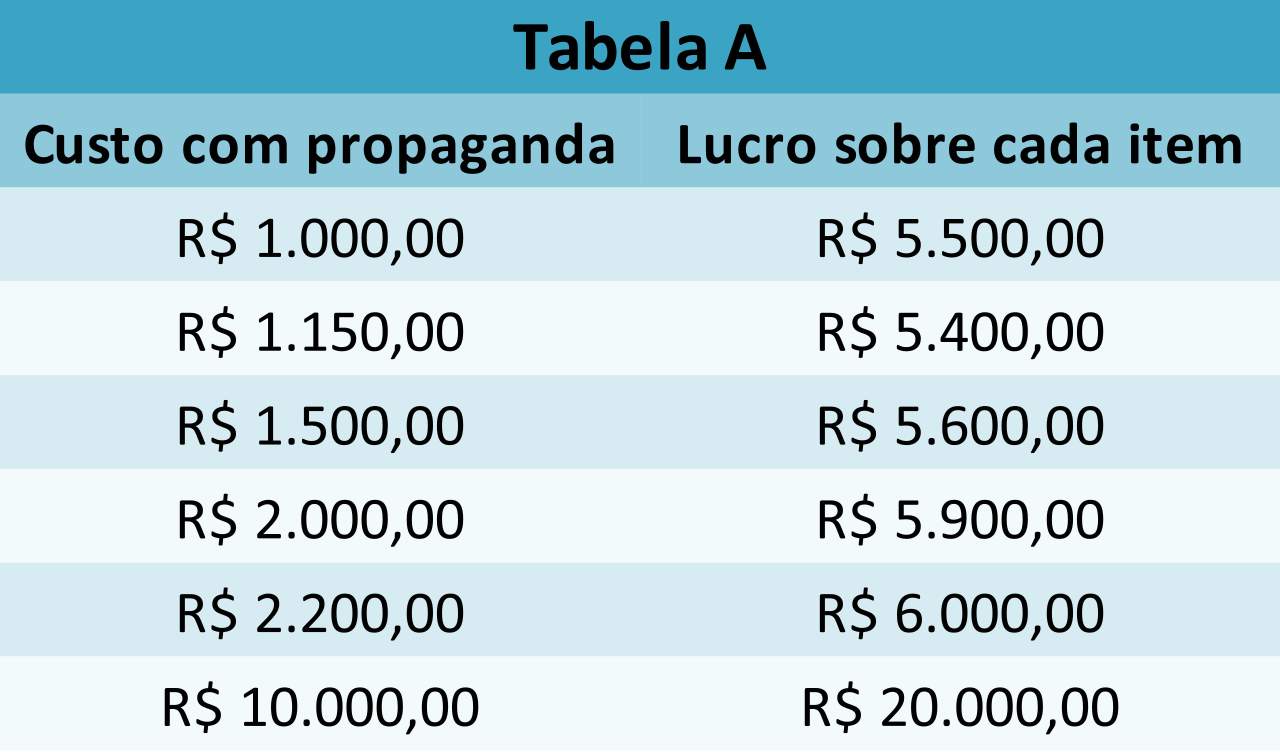 Tabela A
Custo com propaganda Lucro sobre cada item
R$ 1.000,00 R$ 5.500,00
R$ 1.150,00 R$ 5.400,00
R$ 1.500,00 R$ 5.600,00
R$ 2.000,00 R$ 5.900,00
R$ 2.200,00 R$ 6.000,00
R$ 10.000,00 R$ 20.000,00